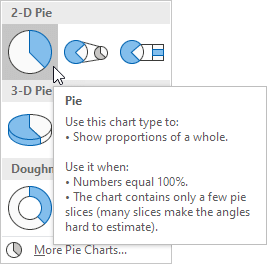 2-D Pie
3-D Pie
Pie
Use this chart type to:
• Show proportions of a whole.
Use it when:
• Numbers equal 100%.
• The chart contains only a few pie
slices (many slices make the angles
hard to estimate).
Doughn
More Pie Charts...